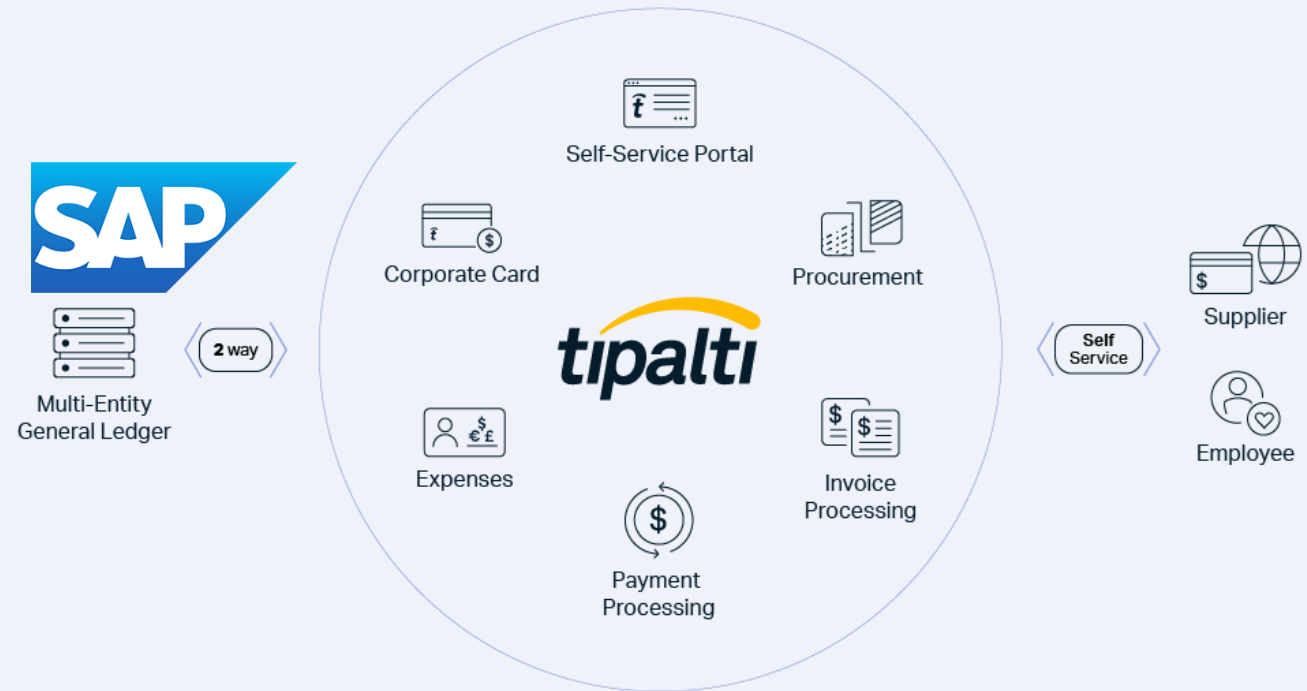 Self-Service Portal
SAP
Corporate Card
Procurement
Supplier
tipalti
2 way
Self
Service
Multi-Entity
General Ledger
Employee
Expenses
Invoice
Processing
Payment
Processing
t
t
$
$
$
€£
$
$
$